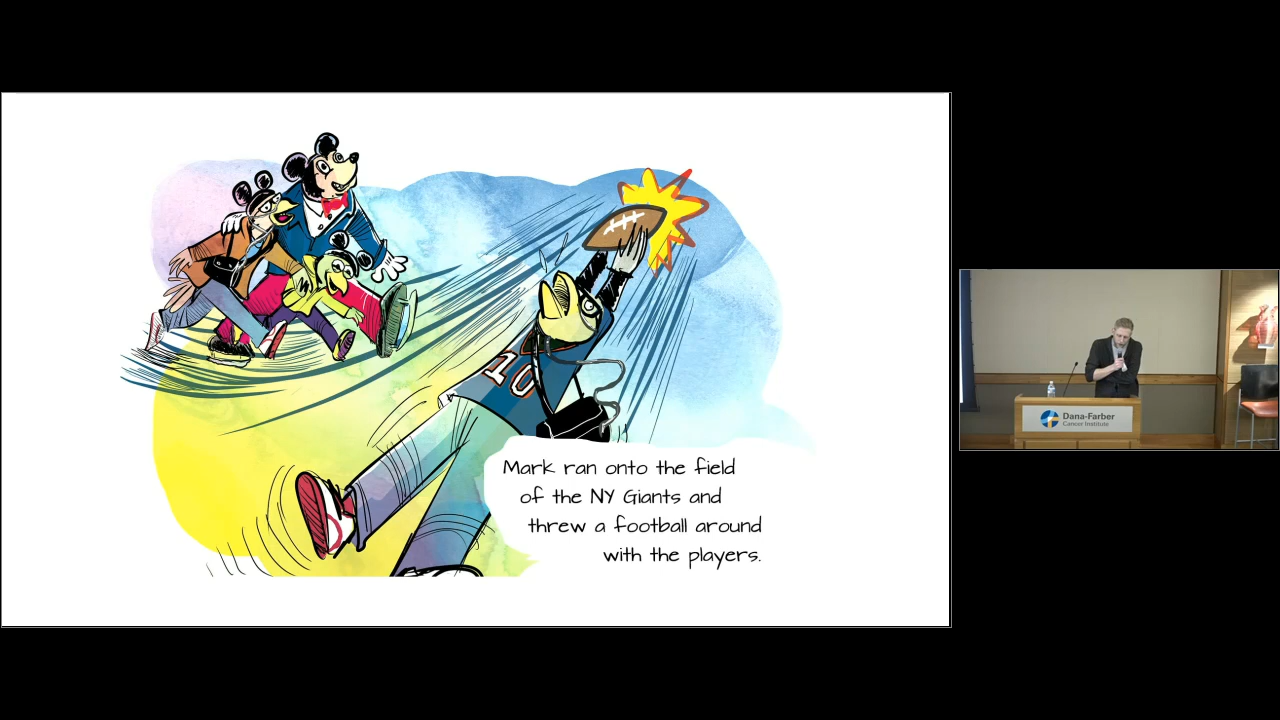 10
Mark ran onto the field
of the NY Giants and
threw a football around
with the players.
Dana-Farber
Cancer Institute